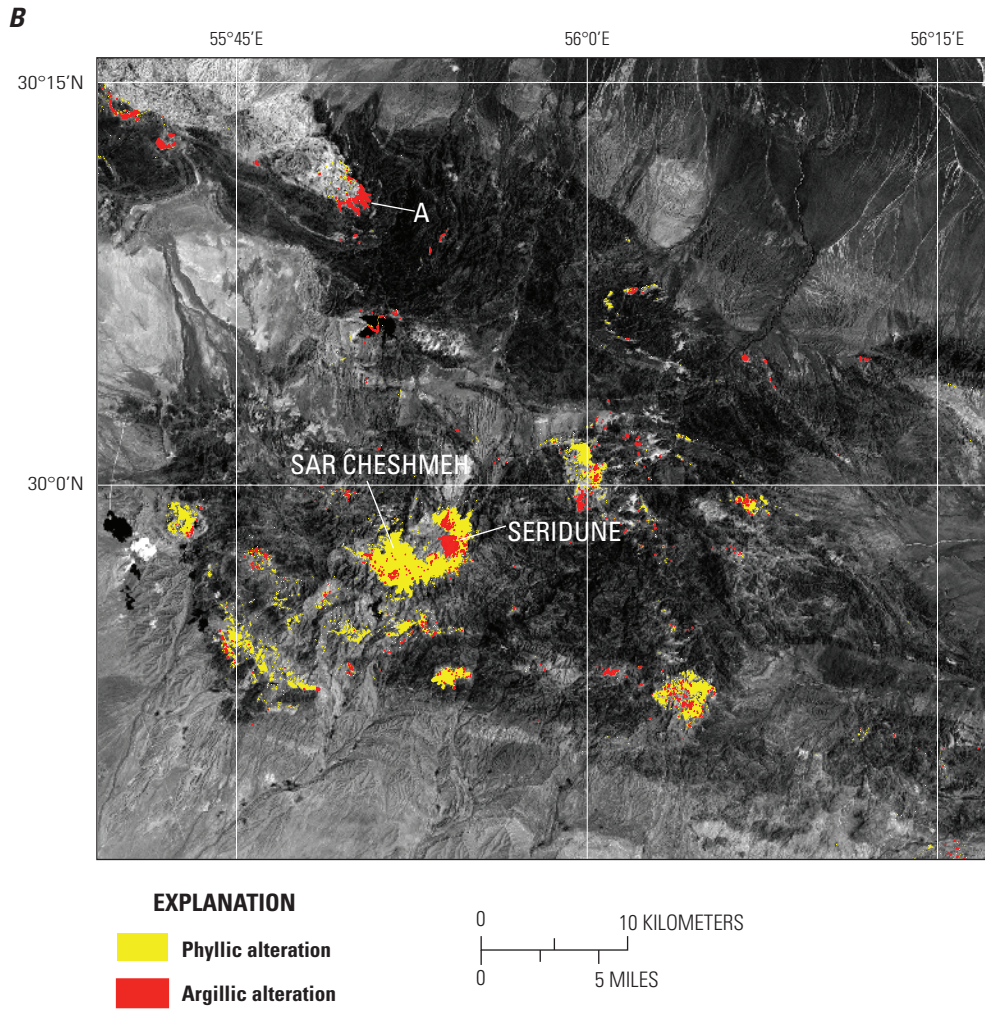 B
55°45'E 56°0'E 56°15'E
30°15'N
A
30°0'N
SAR CHESHMEH
SERIDUNE
EXPLANATION
Phyllic alteration
Argillic alteration
0 10 KILOMETERS
0 5 MILES